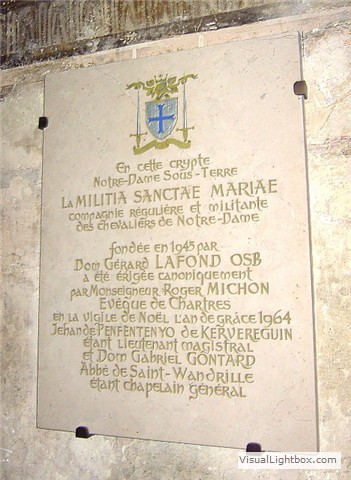 En cette crypte
Notre-Dame Sous-Terre
La MILITIA SANCTAE MARIAE
compagnie régulière et militante
des chevaliers de Notre-Dame
fondée en 1945 par
Dom Gérard LAFOND OSB
a été érigée canoniquement
par Monseigneur Roger MICHON
Evêque de Chartres
en la vigile de Noël l'an de grâce 1964
Jehan de PENFENTENYO de KERVEREGUIN
étant lieutenant magistral
et Dom Gabriel GONTARD
Abbé de Saint-Wandrille
étant chapelain général
www.VisualLightbox.com